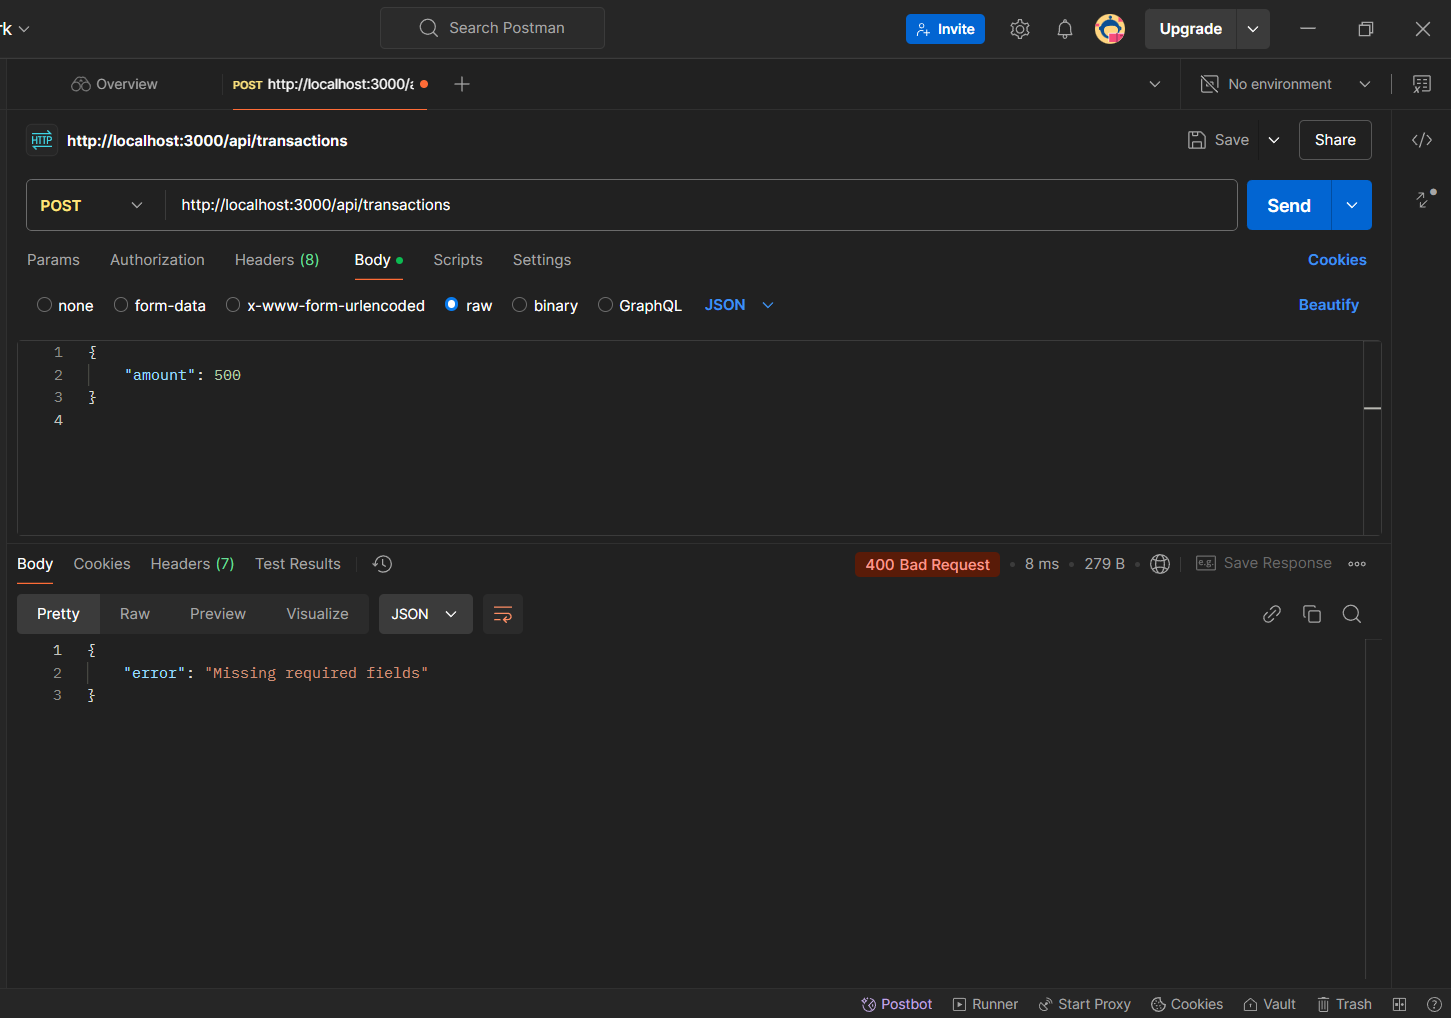 rk
Search Postman
Invite
Upgrade
Overview
POST http://localhost:3000/a
No environment
HTTP http://localhost:3000/api/transactions
Save
Share
POST
http://localhost:3000/api/transactions
Send
Params Authorization Headers (8) Body Scripts Settings
Cookies
none form-data x-www-form-urlencoded raw binary GraphQL JSON
Beautify
1 {
2 "amount": 500
3 }
4
Body Cookies Headers (7) Test Results
400 Bad Request 8 ms 279 B e.g. Save Response
Pretty Raw Preview Visualize JSON
1 {
2 "error": "Missing required fields"
3 }
Postbot Runner Start Proxy Cookies Vault Trash